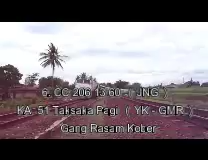 6. CC 206 13 60 ( JNG )
KA. 51 Taksaka Pagi ( YK - GMR )
Gang Rasam Kober